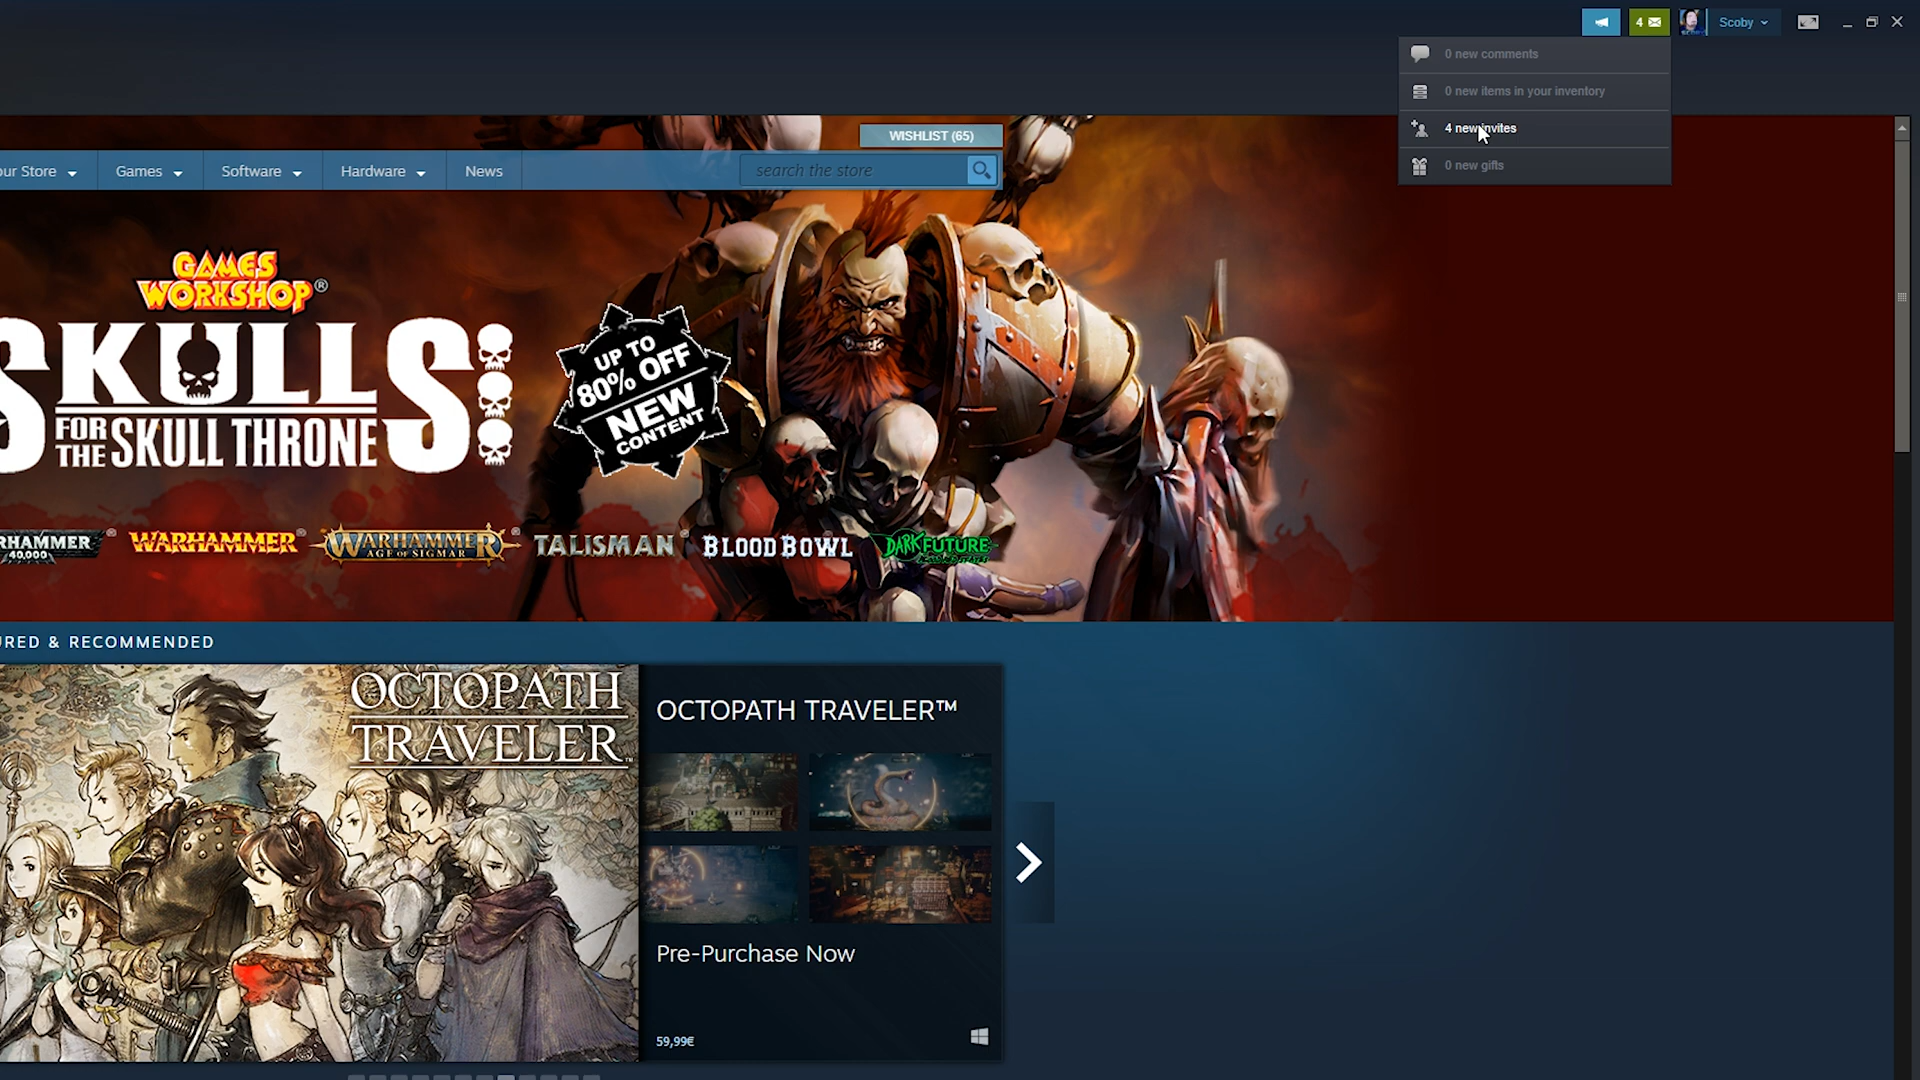 4
Scoby
0 new comments
0 new items in your inventory
4 new invites
0 new gifts
WISHLIST (65)
our Store
Games
Software
Hardware
News
search the store
GAMES
WORKSHOP®
SKULLS
FOR
THE SKULL THRONE
UP TO
80% OFF
NEW
CONTENT
RHAMMER
40,000
®
WARHAMMER®
WARHAMMER®
AGE OF SIGMAR
TALISMAN®
BLOOD BOWL
DARK FUTURE
URED & RECOMMENDED
OCTOPATH
TRAVELER™
OCTOPATH TRAVELER™
Pre-Purchase Now
59,99€